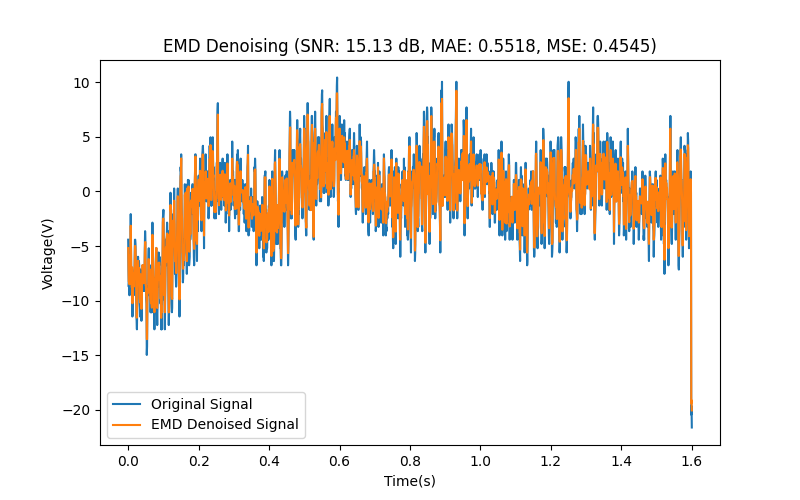 EMD Denoising (SNR: 15.13 dB, MAE: 0.5518, MSE: 0.4545)
10
5
0
−5
−10
−15
−20
Voltage(V)
Original Signal
EMD Denoised Signal
0.0 0.2 0.4 0.6 0.8 1.0 1.2 1.4 1.6
Time(s)